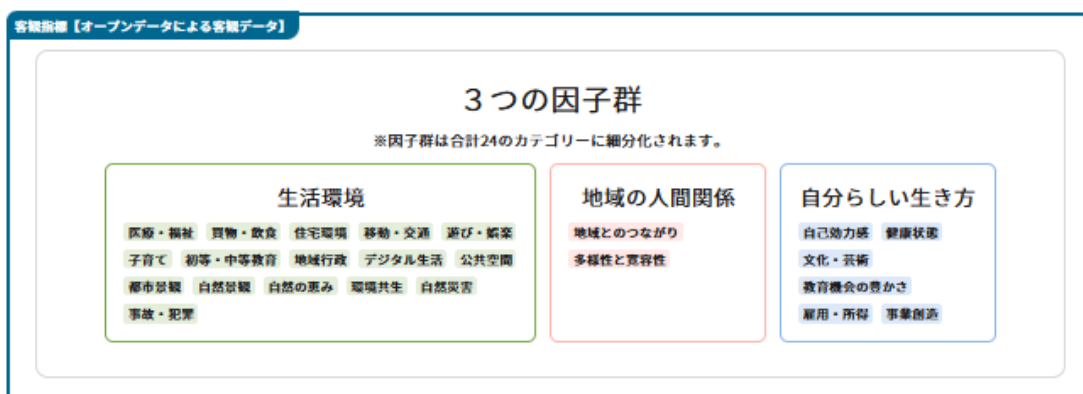 客観指標【オープンデータによる客観データ】
３つの因子群
※因子群は合計24のカテゴリーに細分化されます。
生活環境
医療・福祉 買物・飲食 住宅環境 移動・交通 遊び・娯楽
子育て 初等・中等教育 地域行政 デジタル生活 公共空間
都市景観 自然景観 自然の恵み 環境共生 自然災害
事故・犯罪
地域の人間関係
地域とのつながり
多様性と寛容性
自分らしい生き方
自己効力感 健康状態
文化・芸術
教育機会の豊かさ
雇用・所得 事業創造